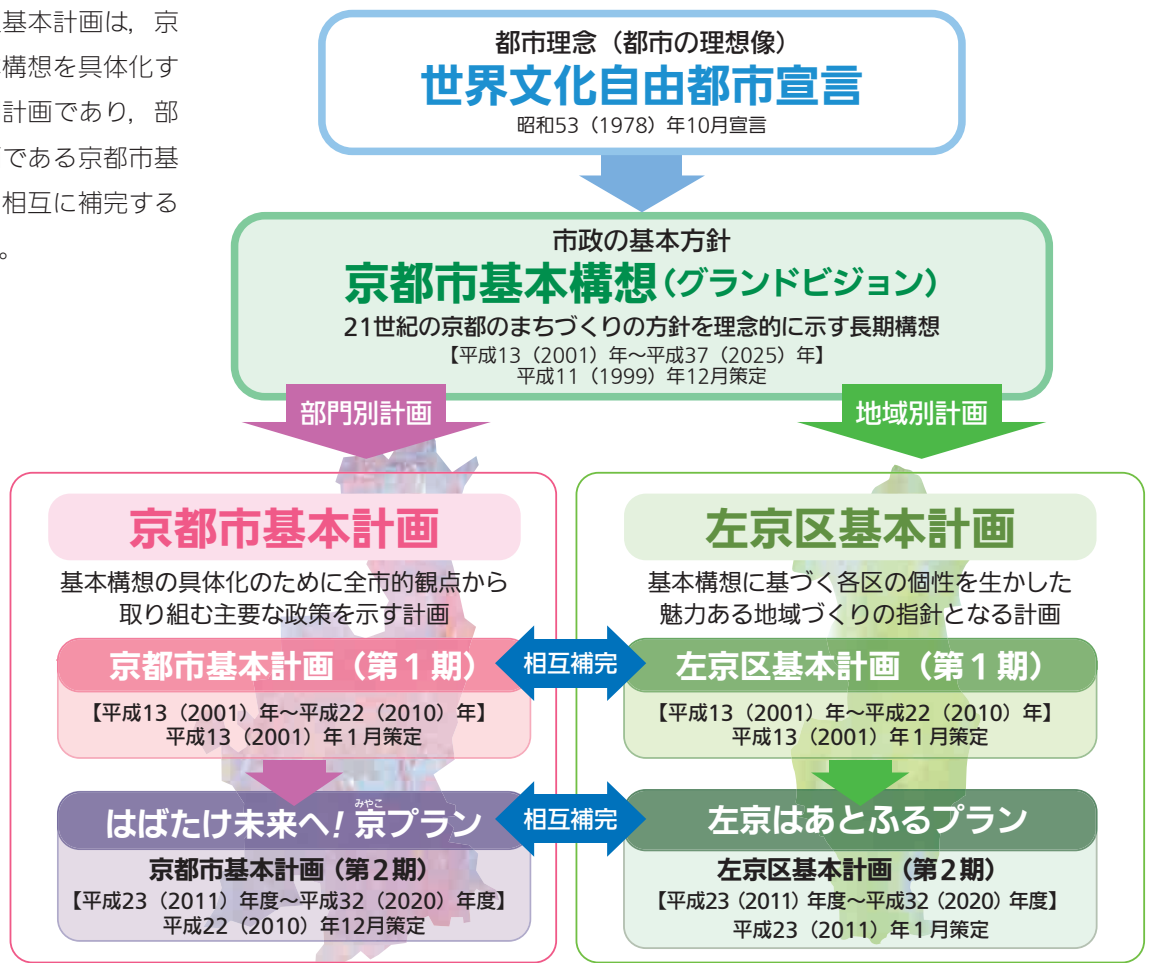 基本計画は，京
構想を具体化す
計画であり，部
である京都市基
相互に補完する
。
都市理念（都市の理想像）
世界文化自由都市宣言
昭和53（1978）年10月宣言
市政の基本方針
京都市基本構想（グランドビジョン）
21世紀の京都のまちづくりの方針を理念的に示す長期構想
【平成13（2001）年～平成37（2025）年】
平成11（1999）年12月策定
部門別計画
地域別計画
京都市基本計画
基本構想の具体化のために全市的観点から
取り組む主要な政策を示す計画
京都市基本計画（第１期）
【平成13（2001）年～平成22（2010）年】
平成13（2001）年１月策定
はばたけ未来へ！京プラン
みやこ
京都市基本計画（第２期）
【平成23（2011）年度～平成32（2020）年度】
平成22（2010）年12月策定
相互補完
相互補完
左京区基本計画
基本構想に基づく各区の個性を生かした
魅力ある地域づくりの指針となる計画
左京区基本計画（第１期）
【平成13（2001）年～平成22（2010）年】
平成13（2001）年１月策定
左京はあとふるプラン
左京区基本計画（第２期）
【平成23（2011）年度～平成32（2020）年度】
平成23（2011）年１月策定